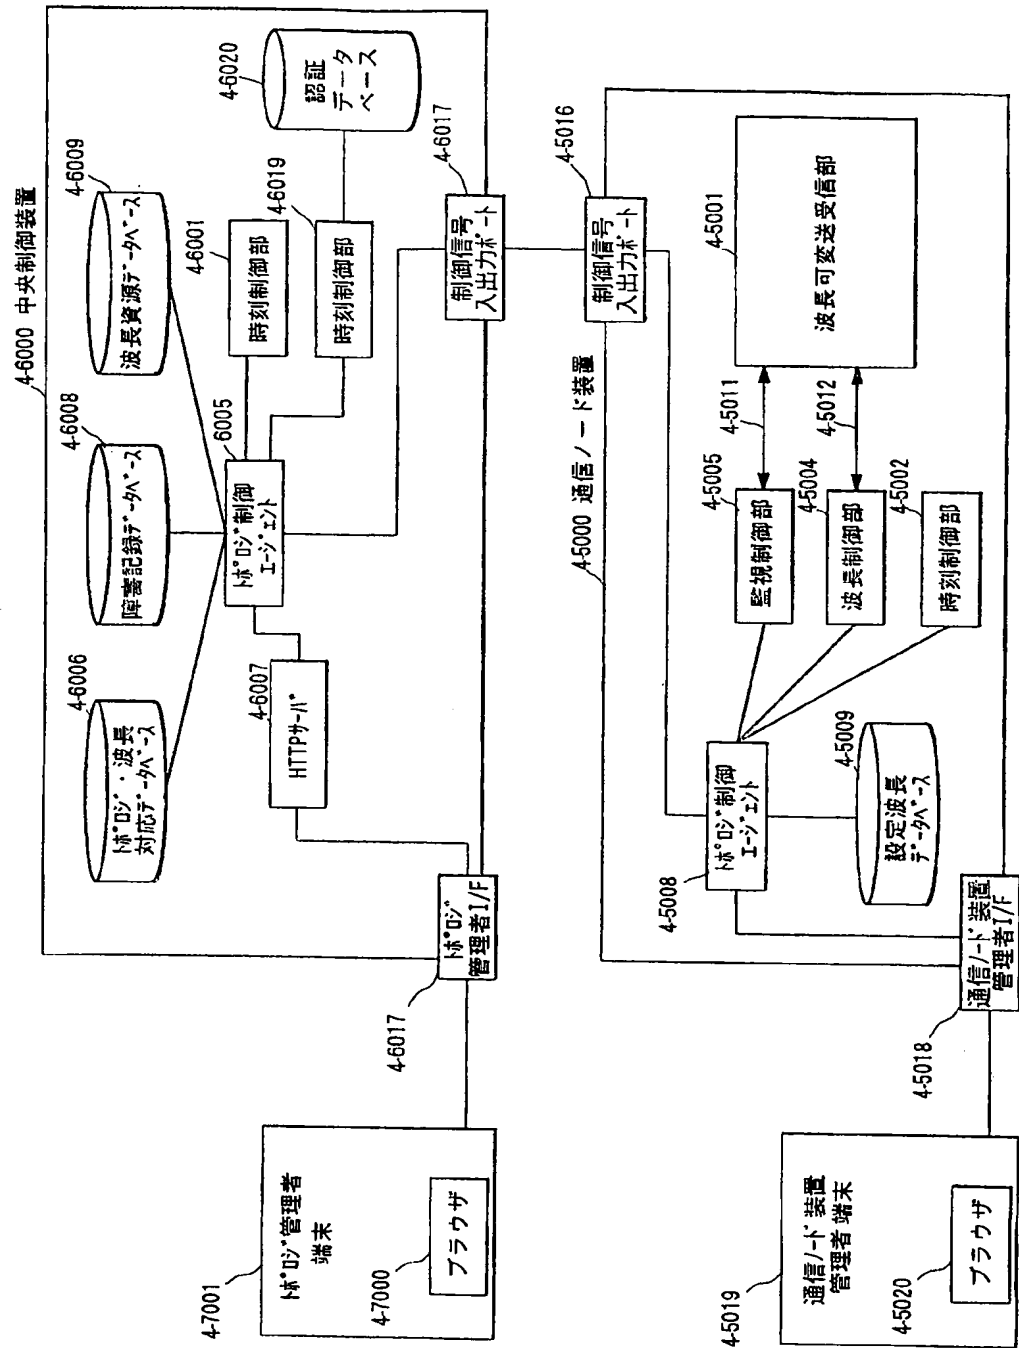 4-6000 中央制御装置
4-6006
トポロジ・波長
対応データベース
4-6008
障害記録データベース
4-6009
波長資源データベース
4-6001
時刻制御部
4-6019
時刻制御部
4-6020
認証
データ
ベース
6005
トポロジ制御
エージェント
4-6007
HTTPサーバ
4-6017
制御信号
入出力ポート
4-6017
トポロジ
管理者I/F
4-7001
トポロジ管理者
端末
4-7000
ブラウザ
4-5000 通信ノード装置
4-5016
制御信号
入出力ポート
4-5001
波長可変送受信部
4-5011
4-5012
4-5005
監視制御部
4-5004
波長制御部
4-5002
時刻制御部
4-5008
トポロジ制御
エージェント
4-5009
設定波長
データベース
4-5018
通信ノード装置
管理者I/F
4-5019
通信ノード装置
管理者端末
4-5020
ブラウザ